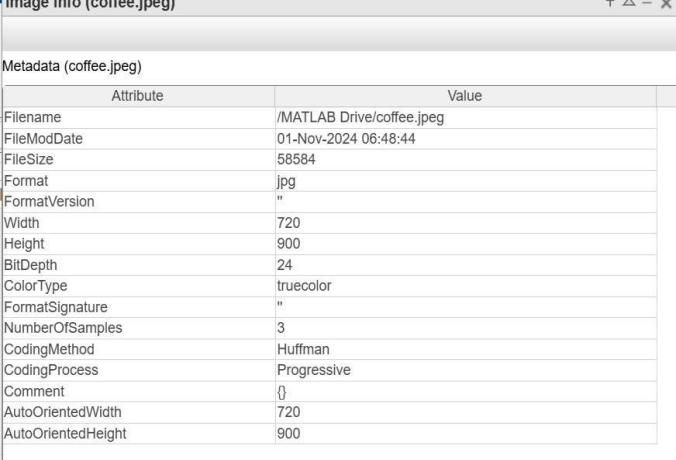 Image Info (coffee.jpeg)
Metadata (coffee.jpeg)
Attribute Value
Filename /MATLAB Drive/coffee.jpeg
FileModDate 01-Nov-2024 06:48:44
FileSize 58584
Format jpg
FormatVersion ''
Width 720
Height 900
BitDepth 24
ColorType truecolor
FormatSignature ''
NumberOfSamples 3
CodingMethod Huffman
CodingProcess Progressive
Comment {}
AutoOrientedWidth 720
AutoOrientedHeight 900